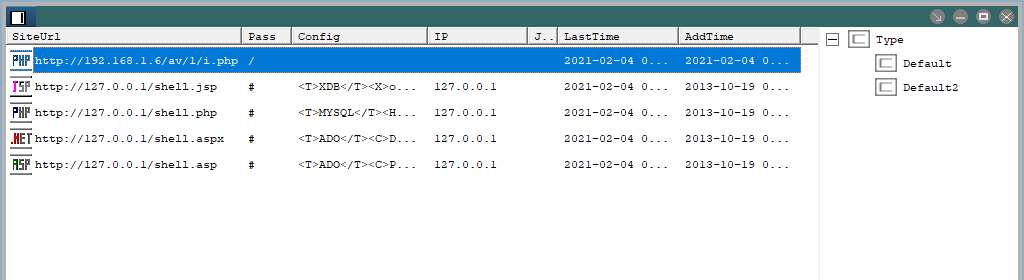 SiteUrl Pass Config IP J.. LastTime AddTime
PHP http://192.168.1.6/av/1/i.php / 2021-02-04 0... 2021-02-04 0...
JSP http://127.0.0.1/shell.jsp # <T>XDB</T><X>o... 127.0.0.1 2021-02-04 0... 2013-10-19 0...
PHP http://127.0.0.1/shell.php # <T>MYSQL</T><H... 127.0.0.1 2021-02-04 0... 2013-10-19 0...
.NET http://127.0.0.1/shell.aspx # <T>ADO</T><C>D... 127.0.0.1 2021-02-04 0... 2013-10-19 0...
ASP http://127.0.0.1/shell.asp # <T>ADO</T><C>P... 127.0.0.1 2021-02-04 0... 2013-10-19 0...
Type
Default
Default2